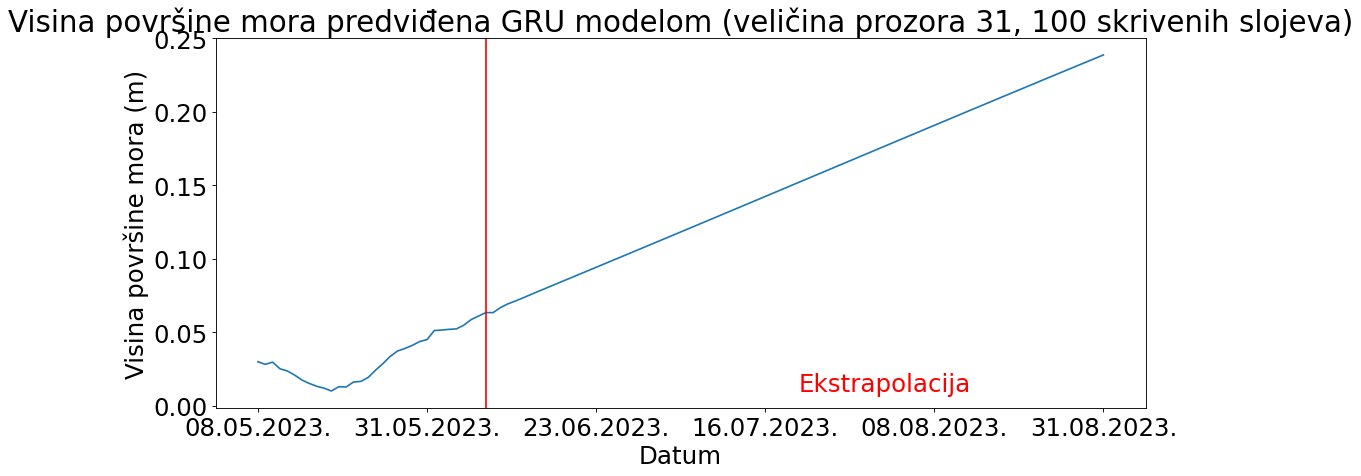 Visina površine mora predviđena GRU modelom (veličina prozora 31, 100 skrivenih slojeva)
Visina površine mora (m)
0.25
0.20
0.15
0.10
0.05
0.00
Ekstrapolacija
08.05.2023. 31.05.2023. 23.06.2023. 16.07.2023. 08.08.2023. 31.08.2023.
Datum